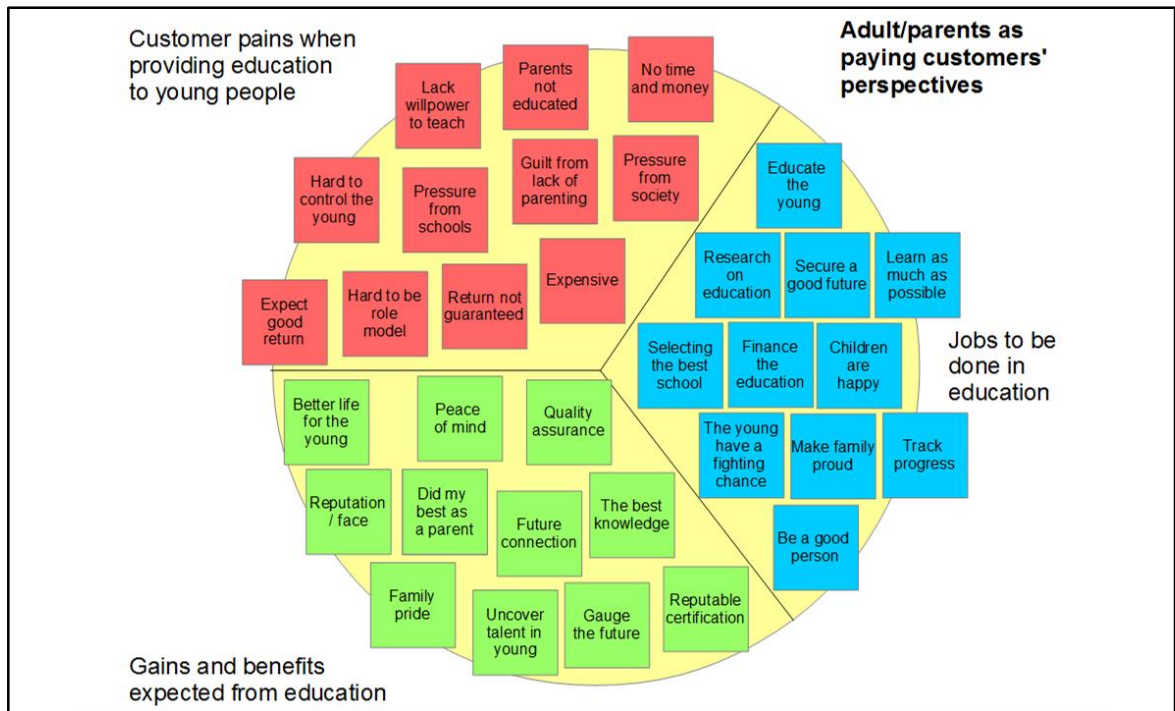 Customer pains when
providing education
to young people
Adult/parents as
paying customers'
perspectives
Lack
willpower
to teach
Parents
not
educated
No time
and money
Hard to
control the
young
Pressure
from
schools
Guilt from
lack of
parenting
Pressure
from
society
Expect
good
return
Hard to be
role
model
Return not
guaranteed
Expensive
Educate
the
young
Research
on
education
Secure a
good future
Learn as
much as
possible
Selecting
the best
school
Finance
the
education
Children
are
happy
Jobs to be
done in
education
The young
have a
fighting
chance
Make family
proud
Track
progress
Be a good
person
Better life
for the
young
Peace
of mind
Quality
assurance
Reputation
/ face
Did my
best as
a parent
Future
connection
The best
knowledge
Family
pride
Uncover
talent in
young
Gauge
the future
Reputable
certification
Gains and benefits
expected from education